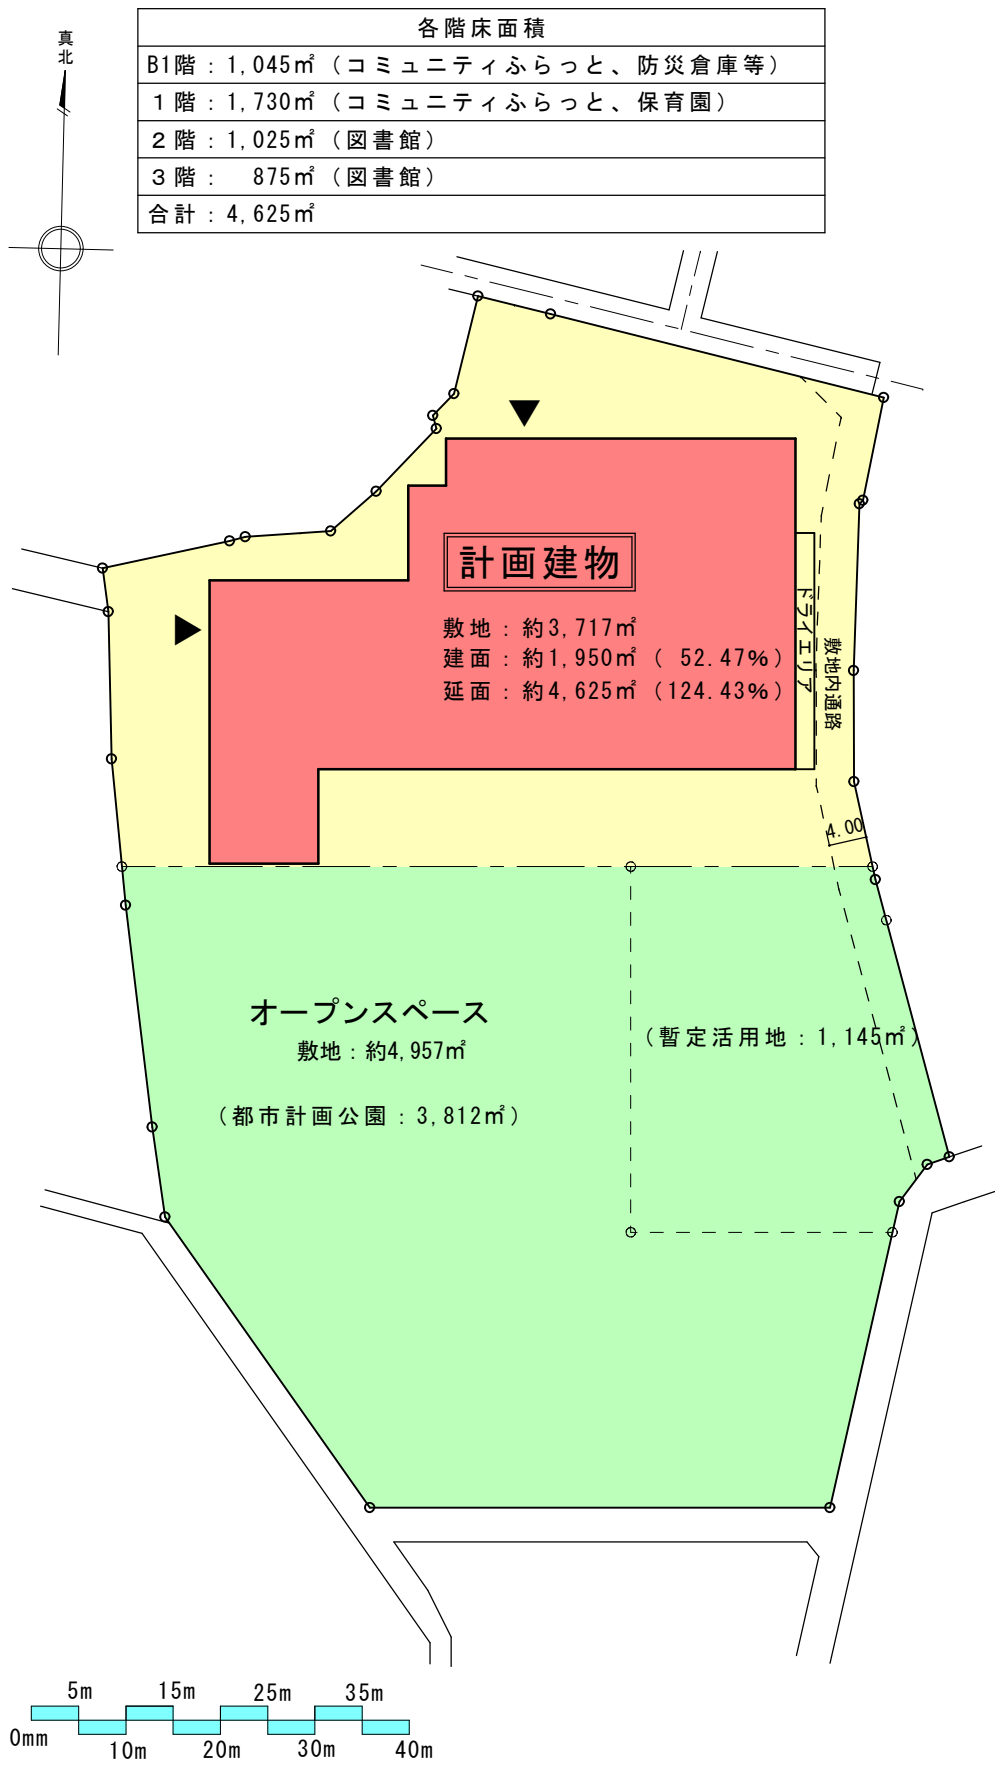 真北
各階床面積
B1階：1,045㎡（コミュニティふらっと、防災倉庫等）
１階：1,730㎡（コミュニティふらっと、保育園）
２階：1,025㎡（図書館）
３階：　875㎡（図書館）
合計：4,625㎡
計画建物
敷地：約3,717㎡
建面：約1,950㎡（ 52.47%）
延面：約4,625㎡（124.43%）
ドライエリア
敷地内通路
4.00
オープンスペース
敷地：約4,957㎡
（暫定活用地：1,145㎡）
（都市計画公園：3,812㎡）
5m 15m 25m 35m
0mm 10m 20m 30m 40m